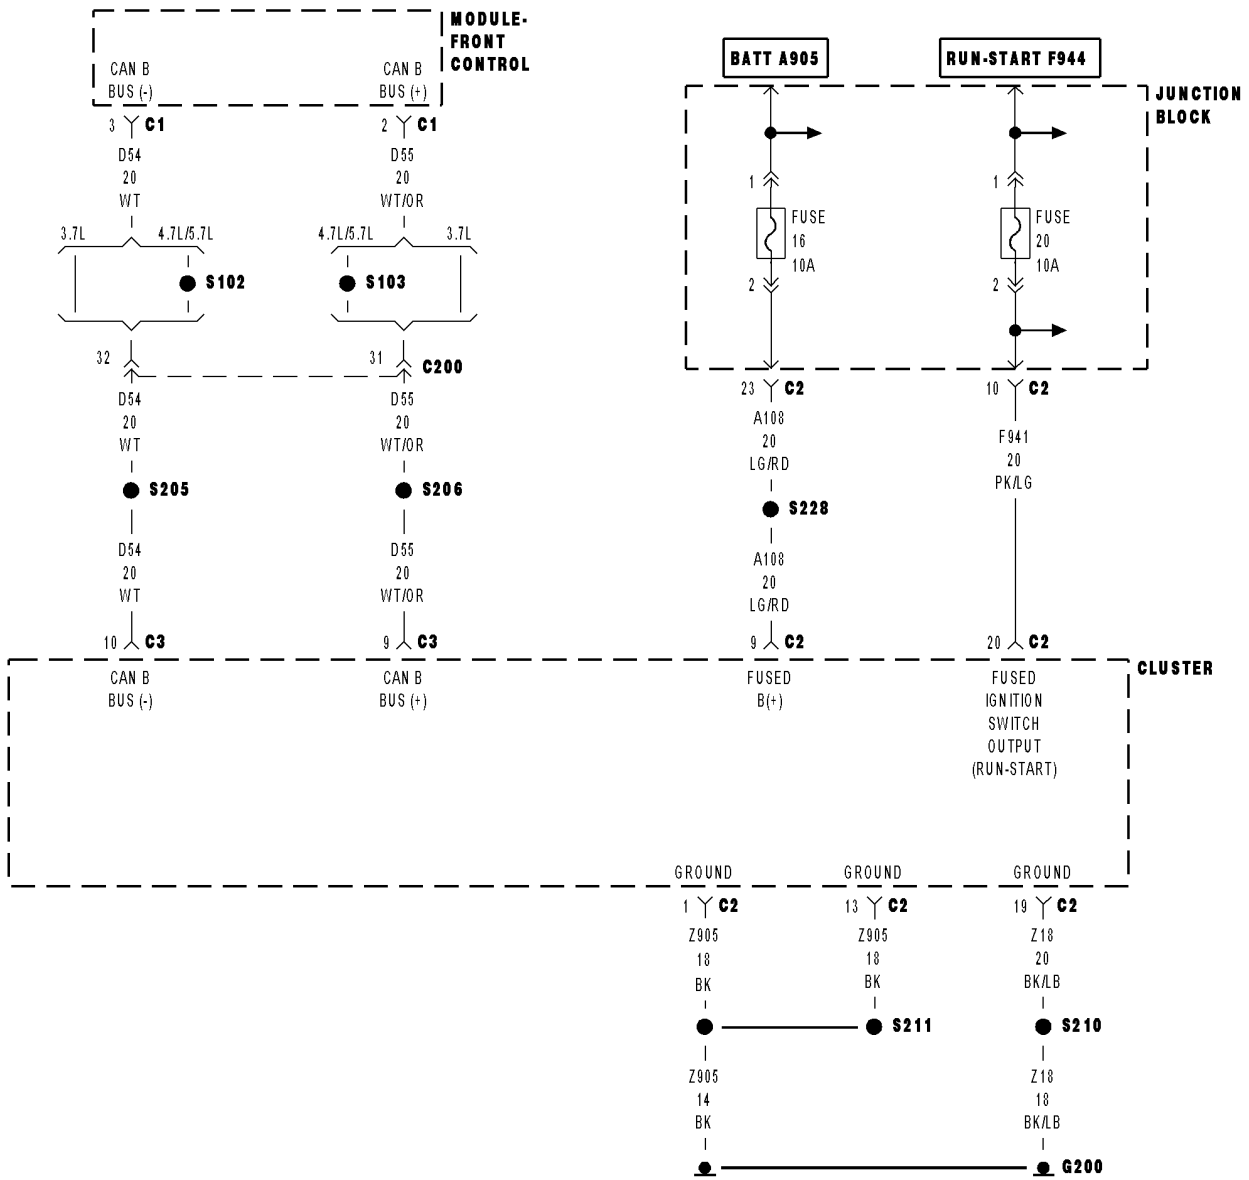 MODULE-
FRONT
CONTROL
CAN B
BUS (-)
CAN B
BUS (+)
3 C1
2 C1
D54
20
WT
D55
20
WT/OR
3.7L
4.7L/5.7L
4.7L/5.7L
3.7L
S102
S103
32
31
C200
D54
20
WT
D55
20
WT/OR
S205
S206
D54
20
WT
D55
20
WT/OR
10 C3
9 C3
BATT A905
RUN-START F944
JUNCTION
BLOCK
1
FUSE
16
10A
2
1
FUSE
20
10A
2
23 C2
10 C2
A108
20
LG/RD
F941
20
PK/LG
S228
A108
20
LG/RD
9 C2
20 C2
CLUSTER
CAN B
BUS (-)
CAN B
BUS (+)
FUSED
B(+)
FUSED
IGNITION
SWITCH
OUTPUT
(RUN-START)
GROUND
GROUND
GROUND
1 C2
13 C2
19 C2
Z905
18
BK
Z905
18
BK
Z18
20
BK/LB
S211
S210
Z905
14
BK
Z18
18
BK/LB
G200